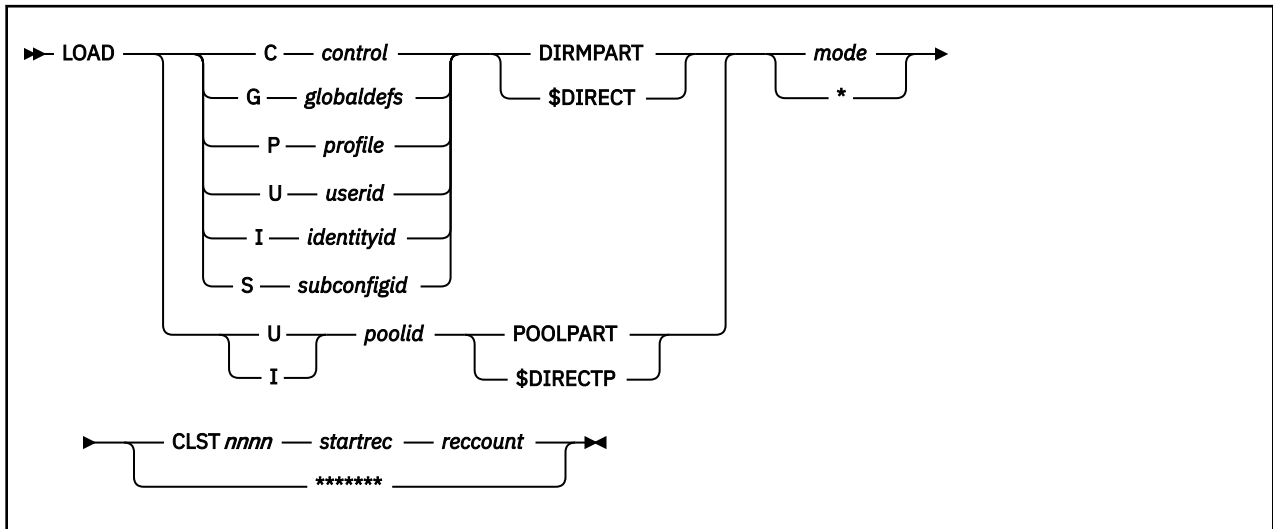 LOAD C control DIRMPART mode
G globaldefs $DIRECT *
P profile
U userid
I identityid
S subconfigid
U poolid POOLPART
I $DIRECTP
CLST nnnn startrec reccount
*******